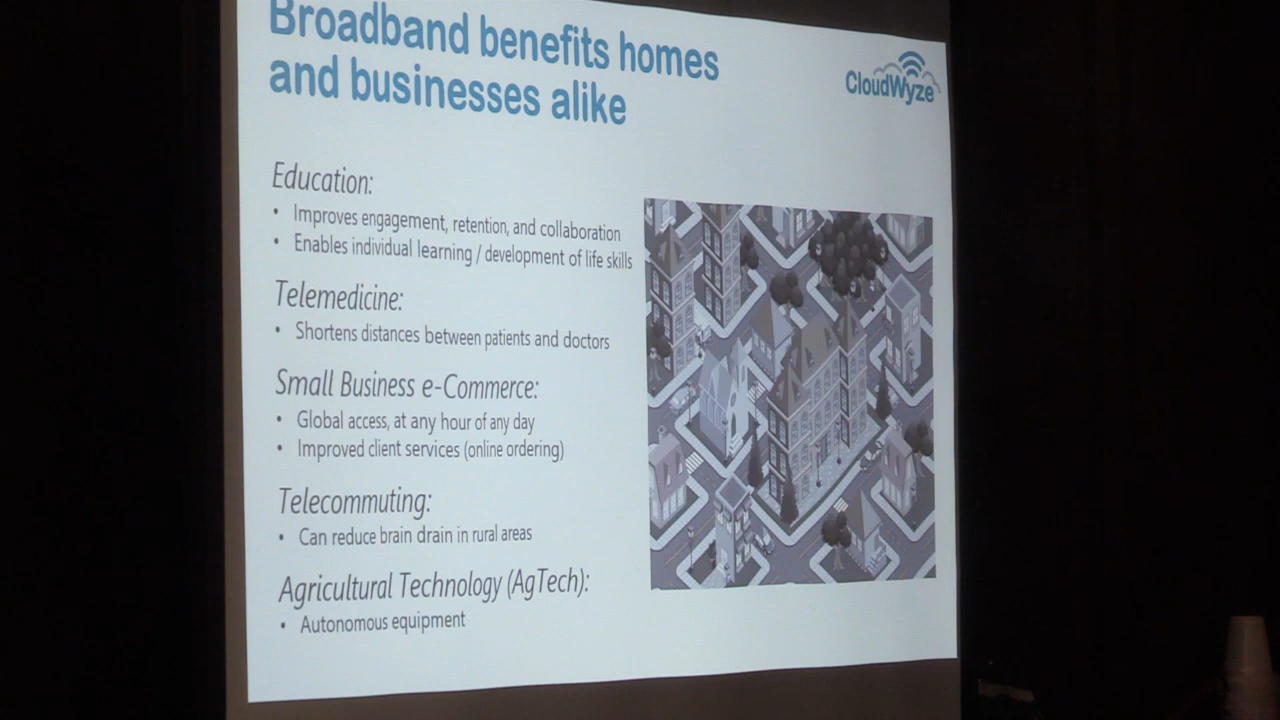 Broadband benefits homes
and businesses alike
CloudWyze
Education:
• Improves engagement, retention, and collaboration
• Enables individual learning / development of life skills
Telemedicine:
• Shortens distances between patients and doctors
Small Business e-Commerce:
• Global access, at any hour of any day
• Improved client services (online ordering)
Telecommuting:
• Can reduce brain drain in rural areas
Agricultural Technology (AgTech):
• Autonomous equipment